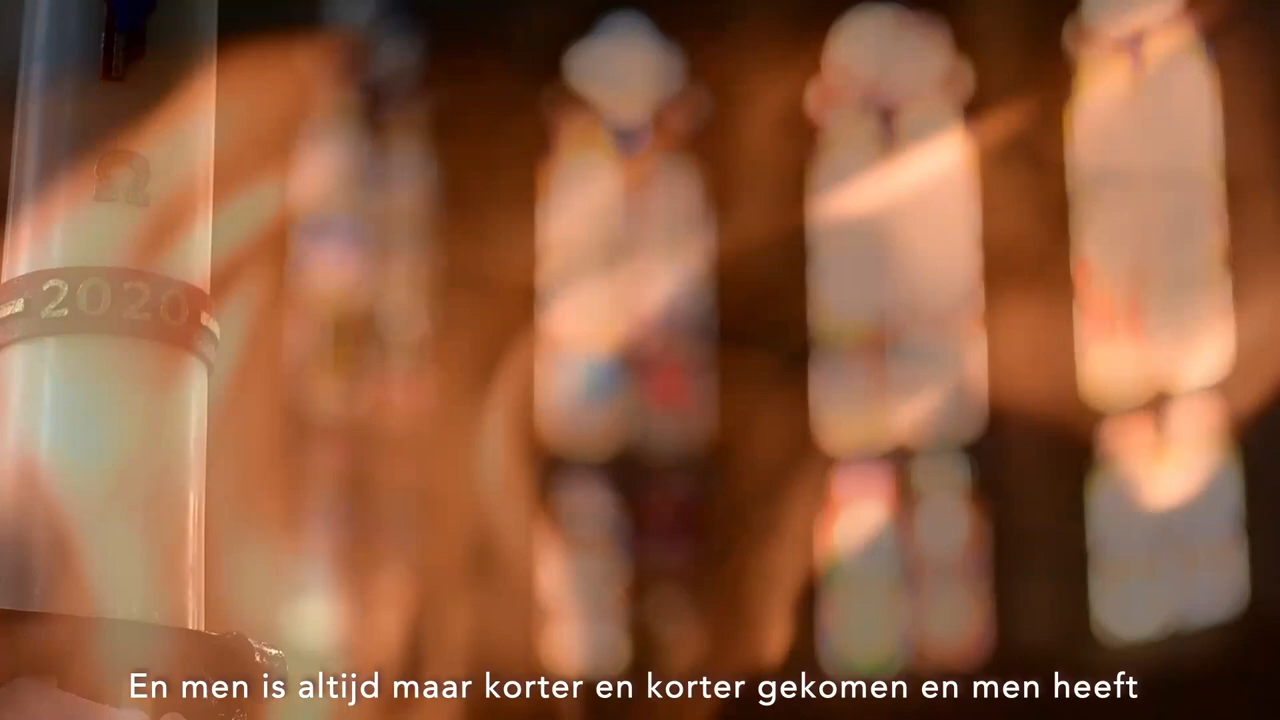 Ω
2020
En men is altijd maar korter en korter gekomen en men heeft